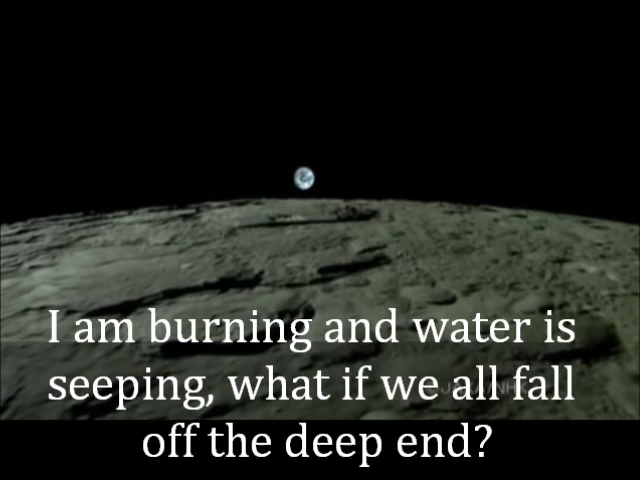 I am burning and water is
seeping, what if we all fall
off the deep end?